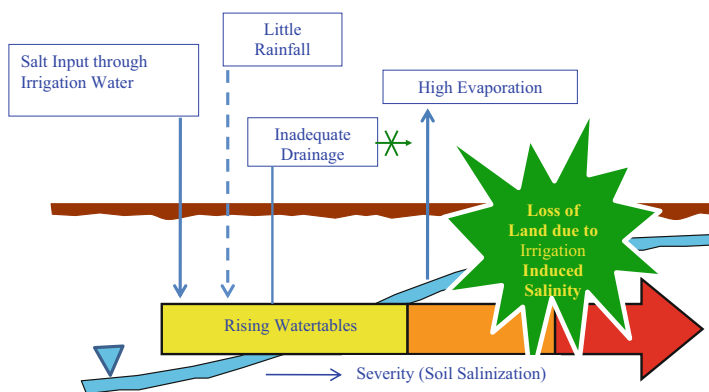 Little
Rainfall
Salt Input through
Irrigation Water
High Evaporation
Inadequate
Drainage
Loss of
Land due to
Irrigation
Induced
Salinity
Rising Watertables
Severity (Soil Salinization)